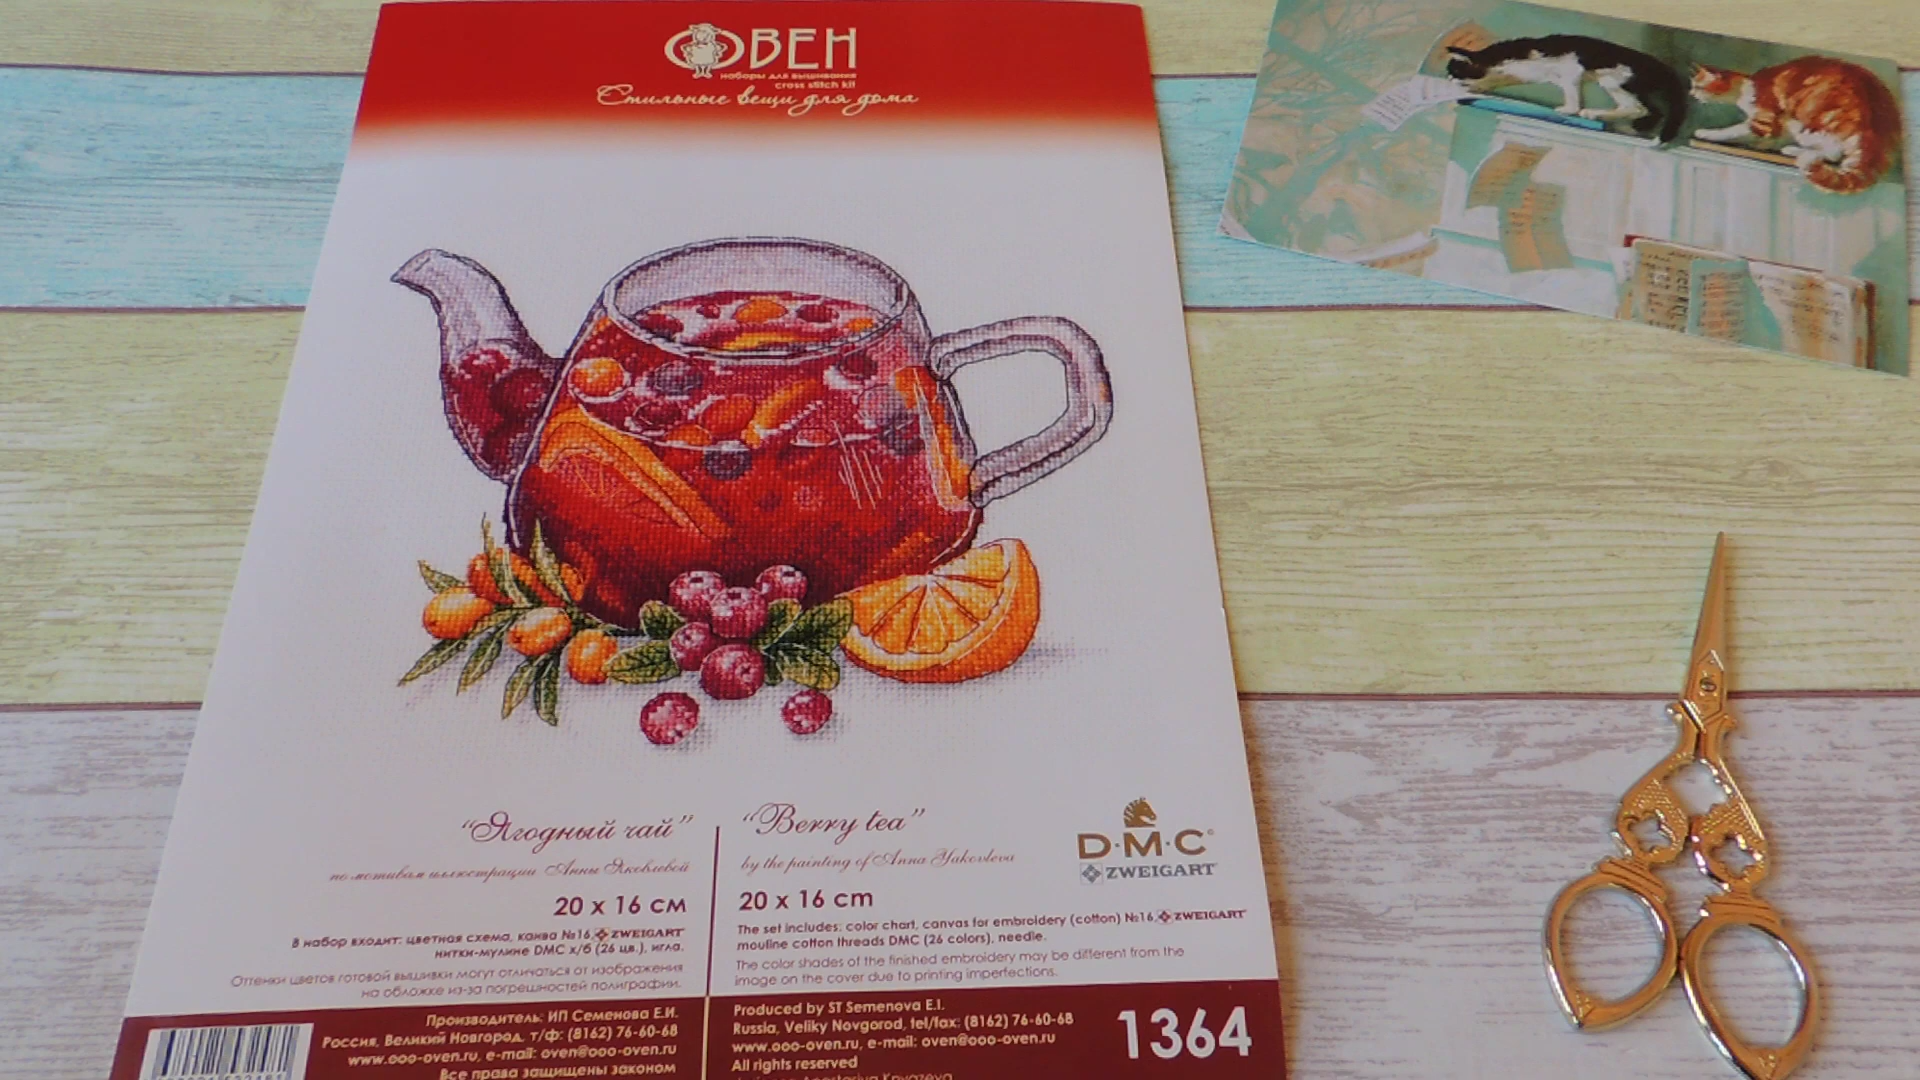 ОВЕН
наборы для вышивания
cross stitch kit
Стильные вещи для дома
"Ягодный чай"
по мотивам иллюстрации Анны Яковлевой
20 х 16 см
В набор входит: цветная схема, канва №16, ZWEIGART
нитки-мулине DMC х/б (26 цв.), игла.
Оттенки цветов готовой вышивки могут отличаться от изображения
на обложке из-за погрешностей полиграфии.
Производитель: ИП Семенова Е.И.
Россия, Великий Новгород, т/ф: (8162) 76-60-68
www.ooo-oven.ru, e-mail: oven@ooo-oven.ru
Все права защищены законом
"Berry tea"
by the painting of Anna Yakovleva
20 x 16 cm
The set includes: color chart, canvas for embroidery (cotton) №16, ZWEIGART
mouline cotton threads DMC (26 colors), needle.
The color shades of the finished embroidery may be different from the
image on the cover due to printing imperfections.
Produced by ST Semenova E.I.
Russia, Veliky Novgorod, tel/fax: (8162) 76-60-68
www.ooo-oven.ru, e-mail: oven@ooo-oven.ru
All rights reserved
D·M·C®
ZWEIGART®
1364